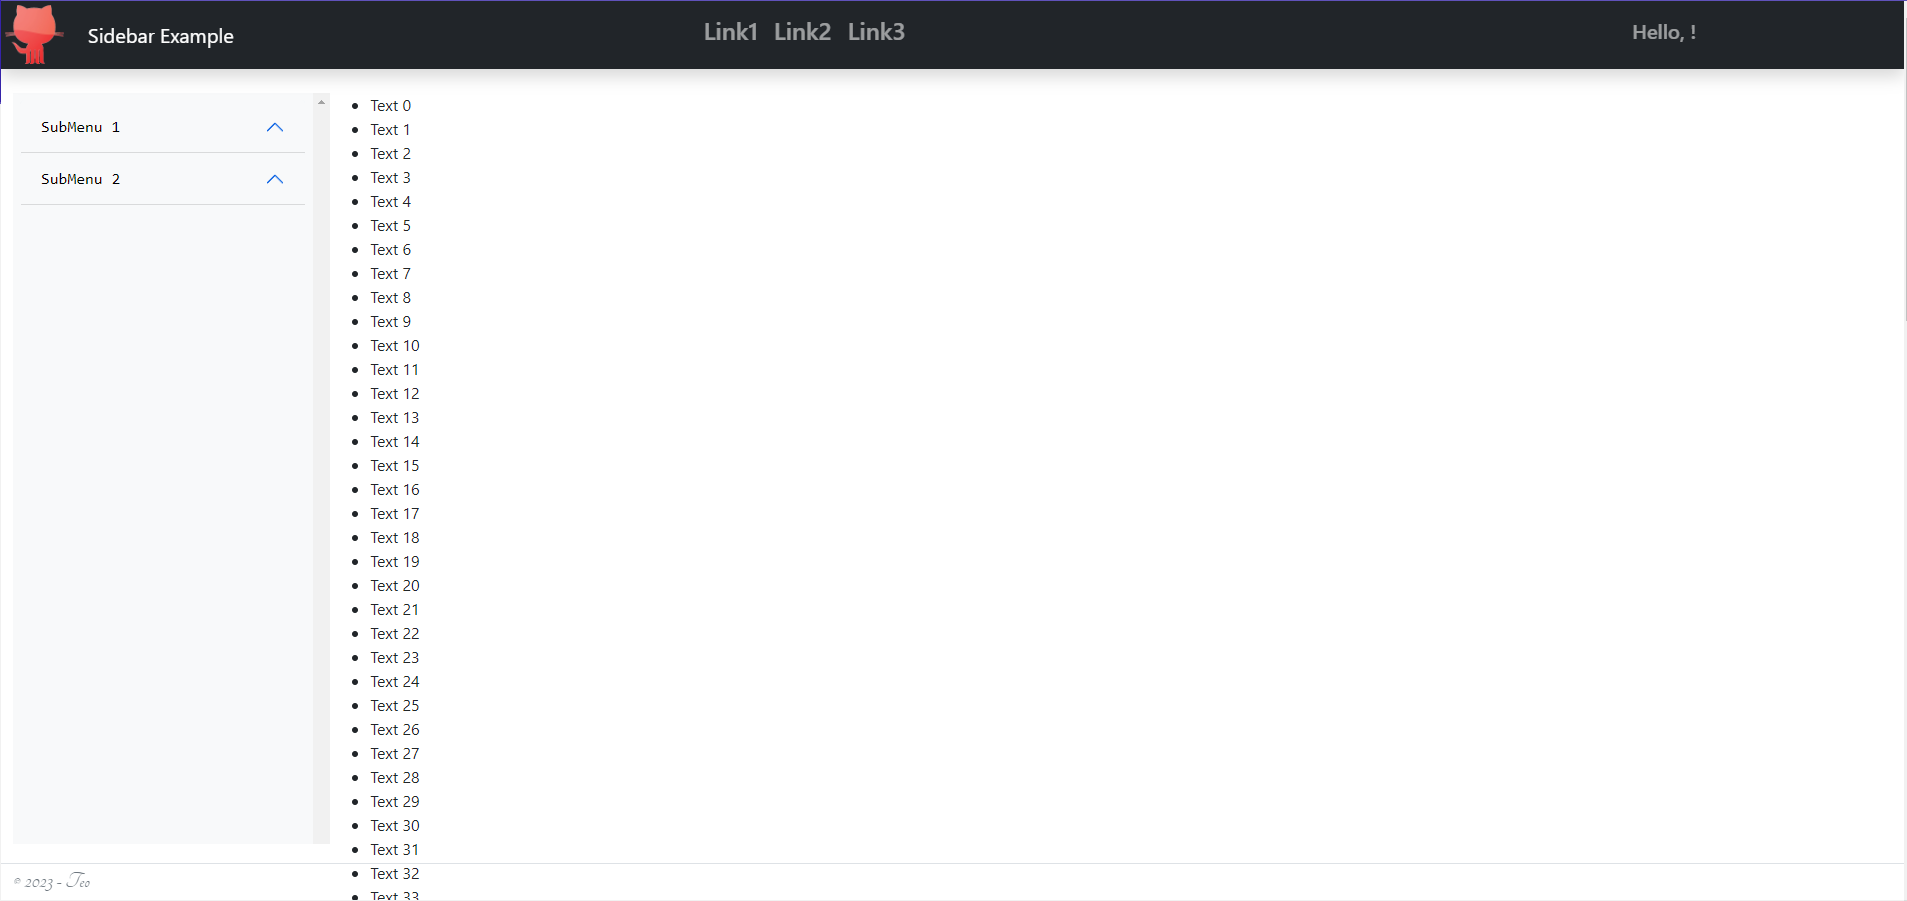 Sidebar Example
Link1 Link2 Link3
Hello, !
SubMenu 1
SubMenu 2
Text 0
Text 1
Text 2
Text 3
Text 4
Text 5
Text 6
Text 7
Text 8
Text 9
Text 10
Text 11
Text 12
Text 13
Text 14
Text 15
Text 16
Text 17
Text 18
Text 19
Text 20
Text 21
Text 22
Text 23
Text 24
Text 25
Text 26
Text 27
Text 28
Text 29
Text 30
Text 31
Text 32
Text 33
© 2023 - Teo